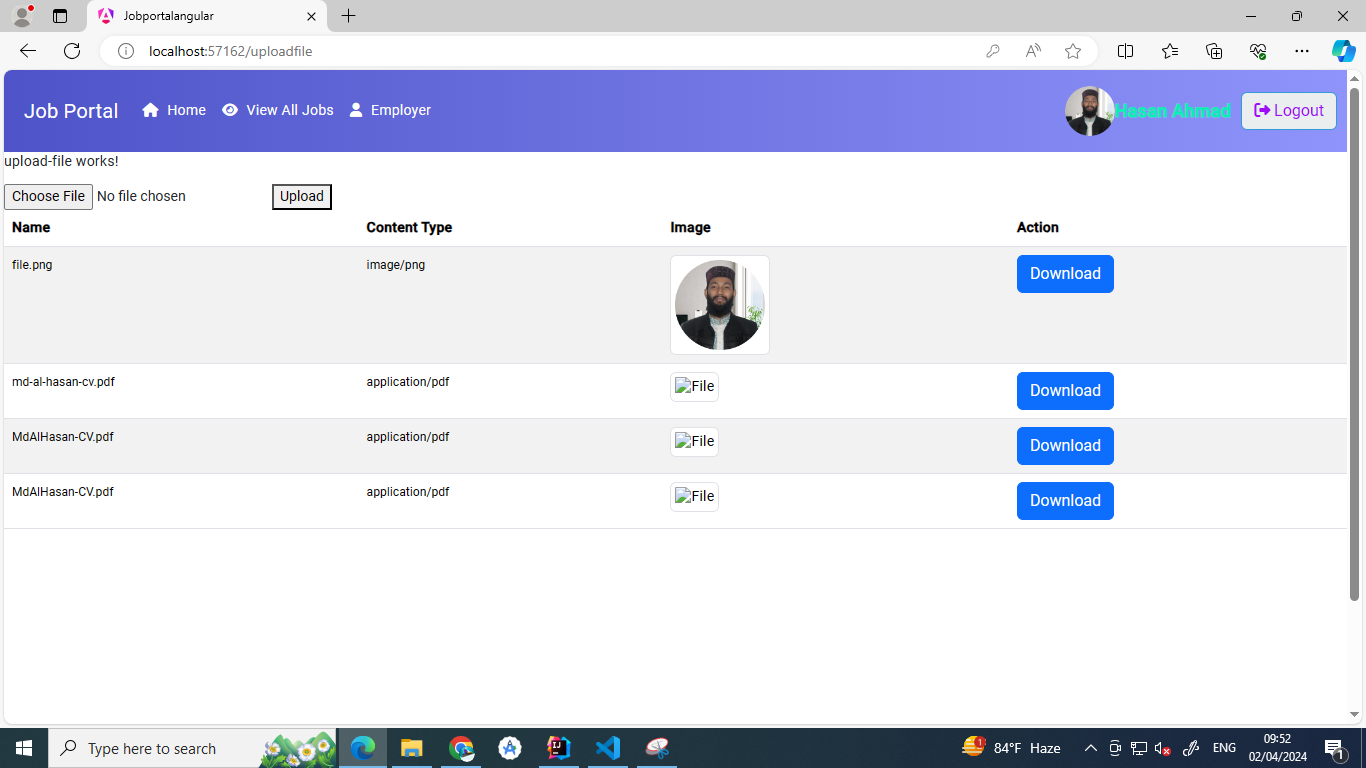 Jobportalangular
localhost:57162/uploadfile
Job Portal Home View All Jobs Employer Hasan Ahmad Logout
upload-file works!
Choose File No file chosen Upload
Name Content Type Image Action
file.png image/png Download
md-al-hasan-cv.pdf application/pdf File Download
MdAlHasan-CV.pdf application/pdf File Download
MdAlHasan-CV.pdf application/pdf File Download
Type here to search 84°F Haze ENG 09:52
02/04/2024